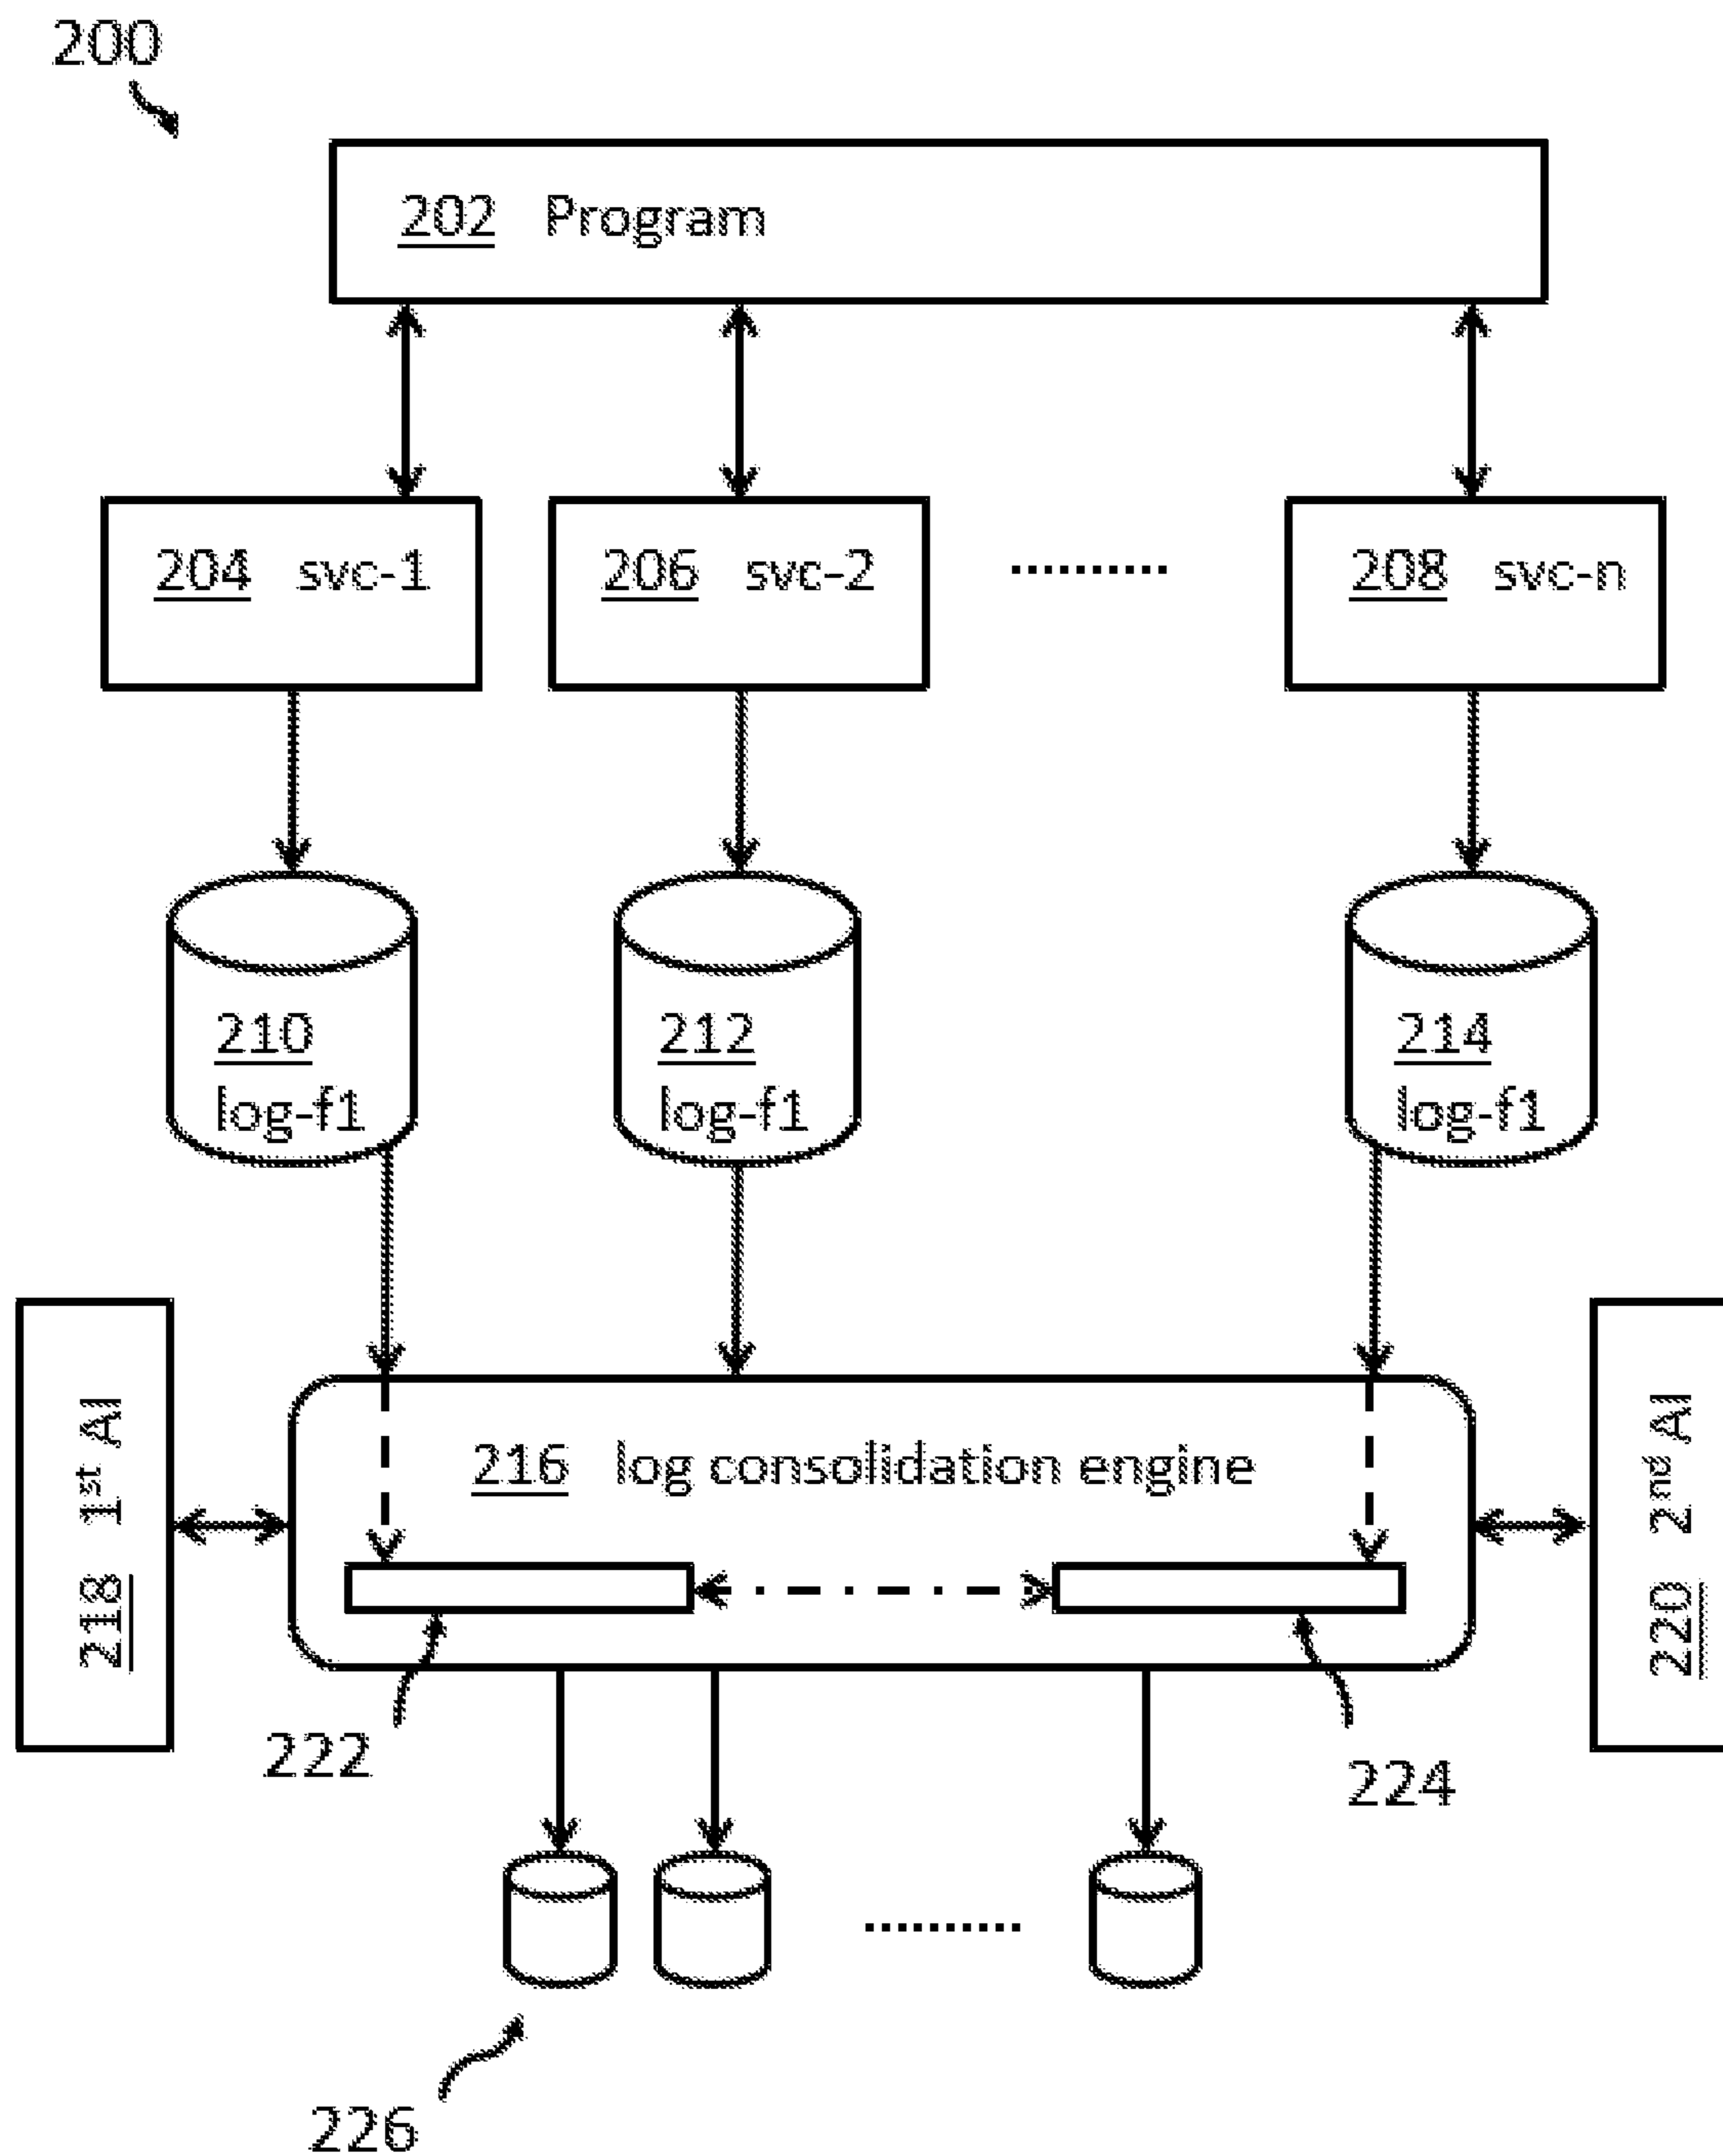 200
202 Program
204 svc-1
206 svc-2
..........
208 svc-n
210
log-f1
212
log-f1
214
log-f1
218 1st AI
216 log consolidation engine
220 2nd AI
222
224
..........
226